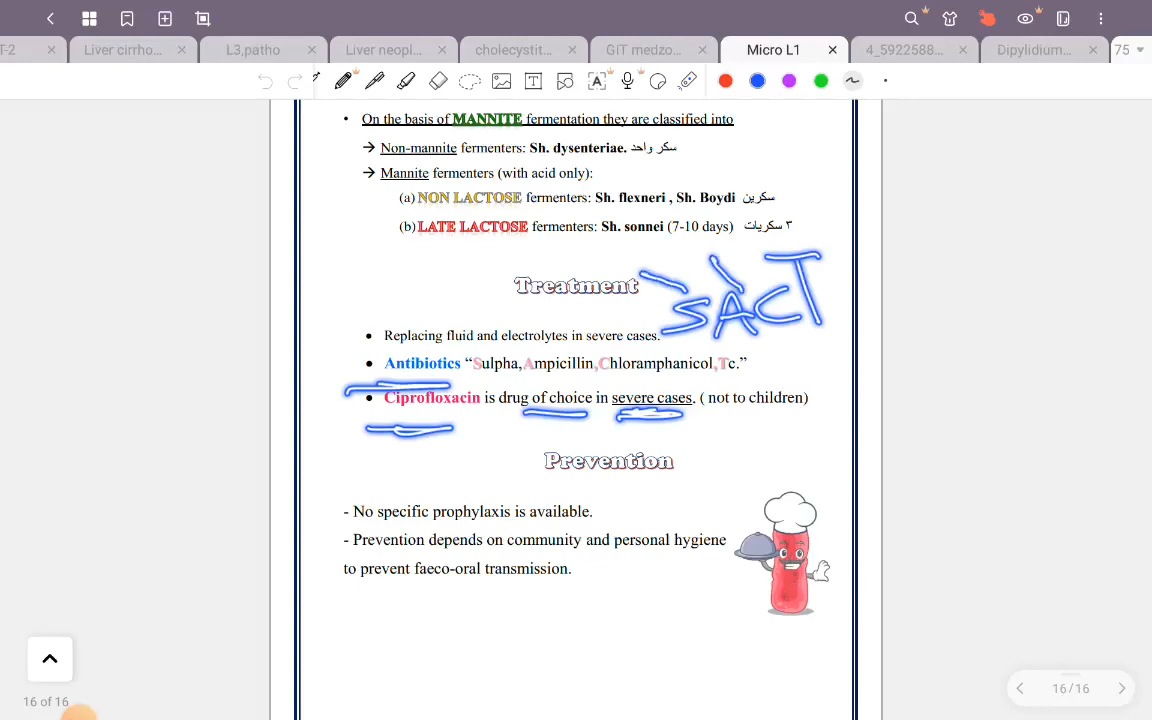 T-2
Liver cirrho...
L3,patho
Liver neopl...
cholecystit...
GIT medzo...
Micro L1
4_5922588...
Dipylidium...
75
• On the basis of MANNITE fermentation they are classified into
→ Non-mannite fermenters: Sh. dysenteriae. سكر واحد
→ Mannite fermenters (with acid only):
(a) NON LACTOSE fermenters: Sh. flexneri , Sh. Boydi سكرين
(b) LATE LACTOSE fermenters: Sh. sonnei (7-10 days) ٣ سكريات
Treatment
SACT
• Replacing fluid and electrolytes in severe cases.
• Antibiotics “Sulpha,Ampicillin,Chloramphanicol,Tc.”
• Ciprofloxacin is drug of choice in severe cases. ( not to children)
Prevention
- No specific prophylaxis is available.
- Prevention depends on community and personal hygiene
to prevent faeco-oral transmission.
16 of 16
16/16